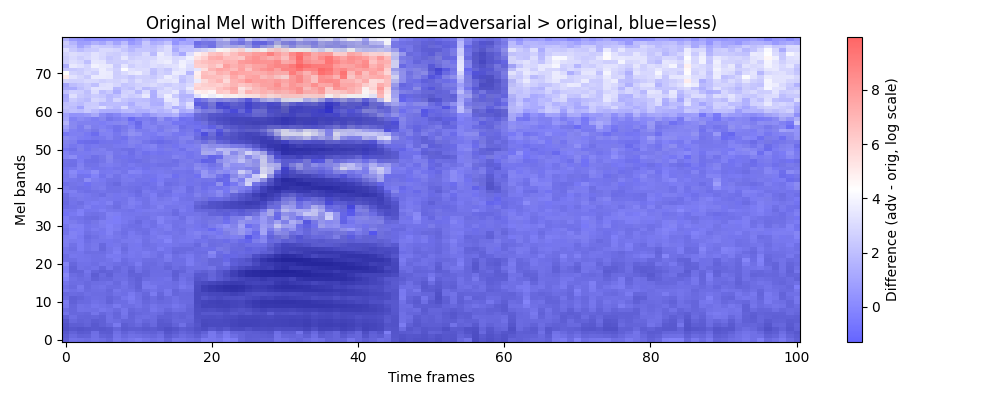 Original Mel with Differences (red=adversarial > original, blue=less)
70
60
50
40
30
20
10
0
Mel bands
0 20 40 60 80 100
Time frames
8
6
4
2
0
Difference (adv - orig, log scale)